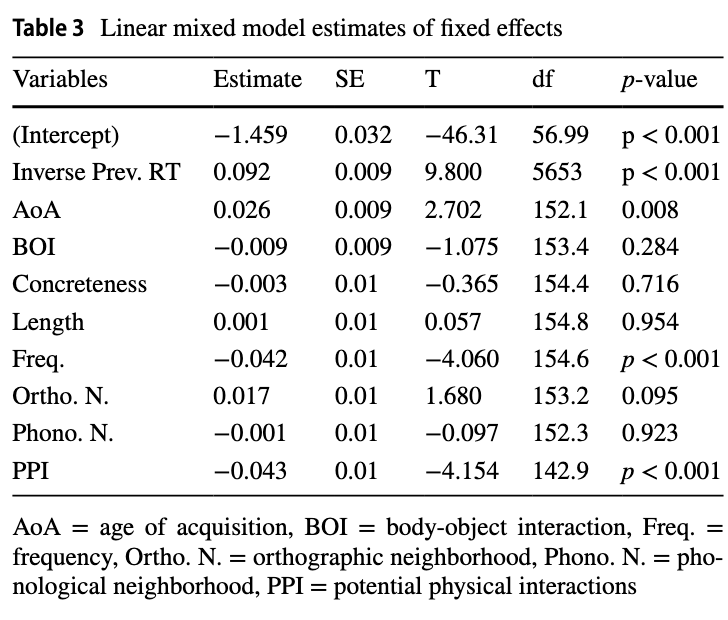 Table 3 Linear mixed model estimates of fixed effects
Variables Estimate SE T df p-value
(Intercept) −1.459 0.032 −46.31 56.99 p < 0.001
Inverse Prev. RT 0.092 0.009 9.800 5653 p < 0.001
AoA 0.026 0.009 2.702 152.1 0.008
BOI −0.009 0.009 −1.075 153.4 0.284
Concreteness −0.003 0.01 −0.365 154.4 0.716
Length 0.001 0.01 0.057 154.8 0.954
Freq. −0.042 0.01 −4.060 154.6 p < 0.001
Ortho. N. 0.017 0.01 1.680 153.2 0.095
Phono. N. −0.001 0.01 −0.097 152.3 0.923
PPI −0.043 0.01 −4.154 142.9 p < 0.001
AoA = age of acquisition, BOI = body-object interaction, Freq. =
frequency, Ortho. N. = orthographic neighborhood, Phono. N. = pho-
nological neighborhood, PPI = potential physical interactions